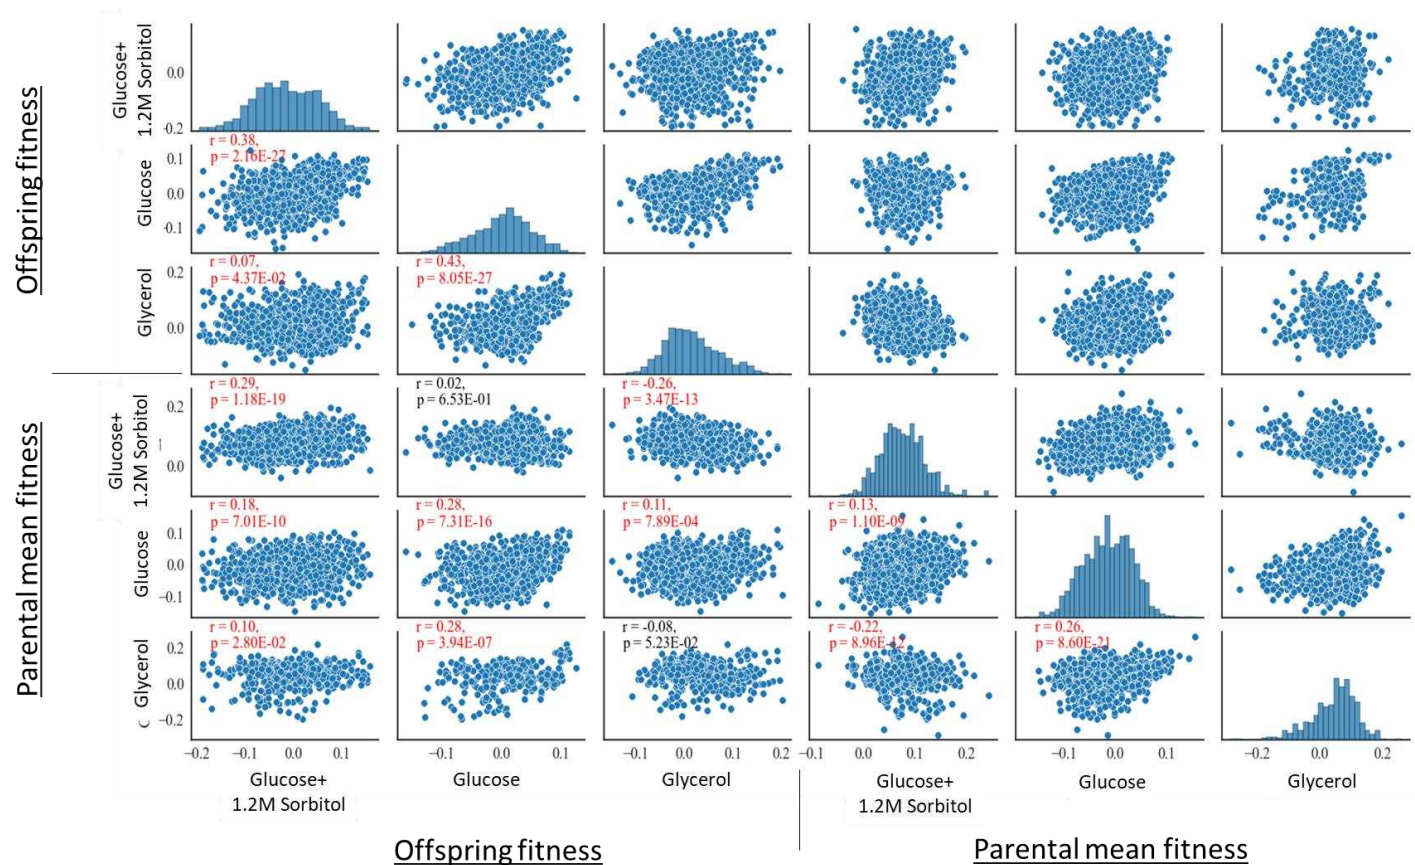 Offspring fitness
Parental mean fitness
Glucose+
1.2M Sorbitol
0.0
-0.2
r = 0.38,
p = 2.16E-27
Glucose
0.1
0.0
-0.1
r = 0.07,
p = 4.37E-02
r = 0.43,
p = 8.05E-27
Glycerol
0.2
0.0
Glucose+
1.2M Sorbitol
0.2
0.0
r = 0.29,
p = 1.18E-19
r = 0.02,
p = 6.53E-01
r = -0.26,
p = 3.47E-13
Glucose
0.1
0.0
−0.1
r = 0.18,
p = 7.01E-10
r = 0.28,
p = 7.31E-16
r = 0.11,
p = 7.89E-04
r = 0.13,
p = 1.10E-09
Glycerol
0.2
0.0
−0.2
r = 0.10,
p = 2.80E-02
r = 0.28,
p = 3.94E-07
r = -0.08,
p = 5.23E-02
r = -0.22,
p = 8.96E-12
r = 0.26,
p = 8.60E-21
−0.2 −0.1 0.0 0.1
−0.1 0.0 0.1
−0.1 0.0 0.1 0.2
−0.1 0.0 0.1 0.2
−0.1 0.0 0.1
−0.2 0.0 0.2
Glucose+
1.2M Sorbitol
Glucose
Glycerol
Glucose+
1.2M Sorbitol
Glucose
Glycerol
Offspring fitness
Parental mean fitness